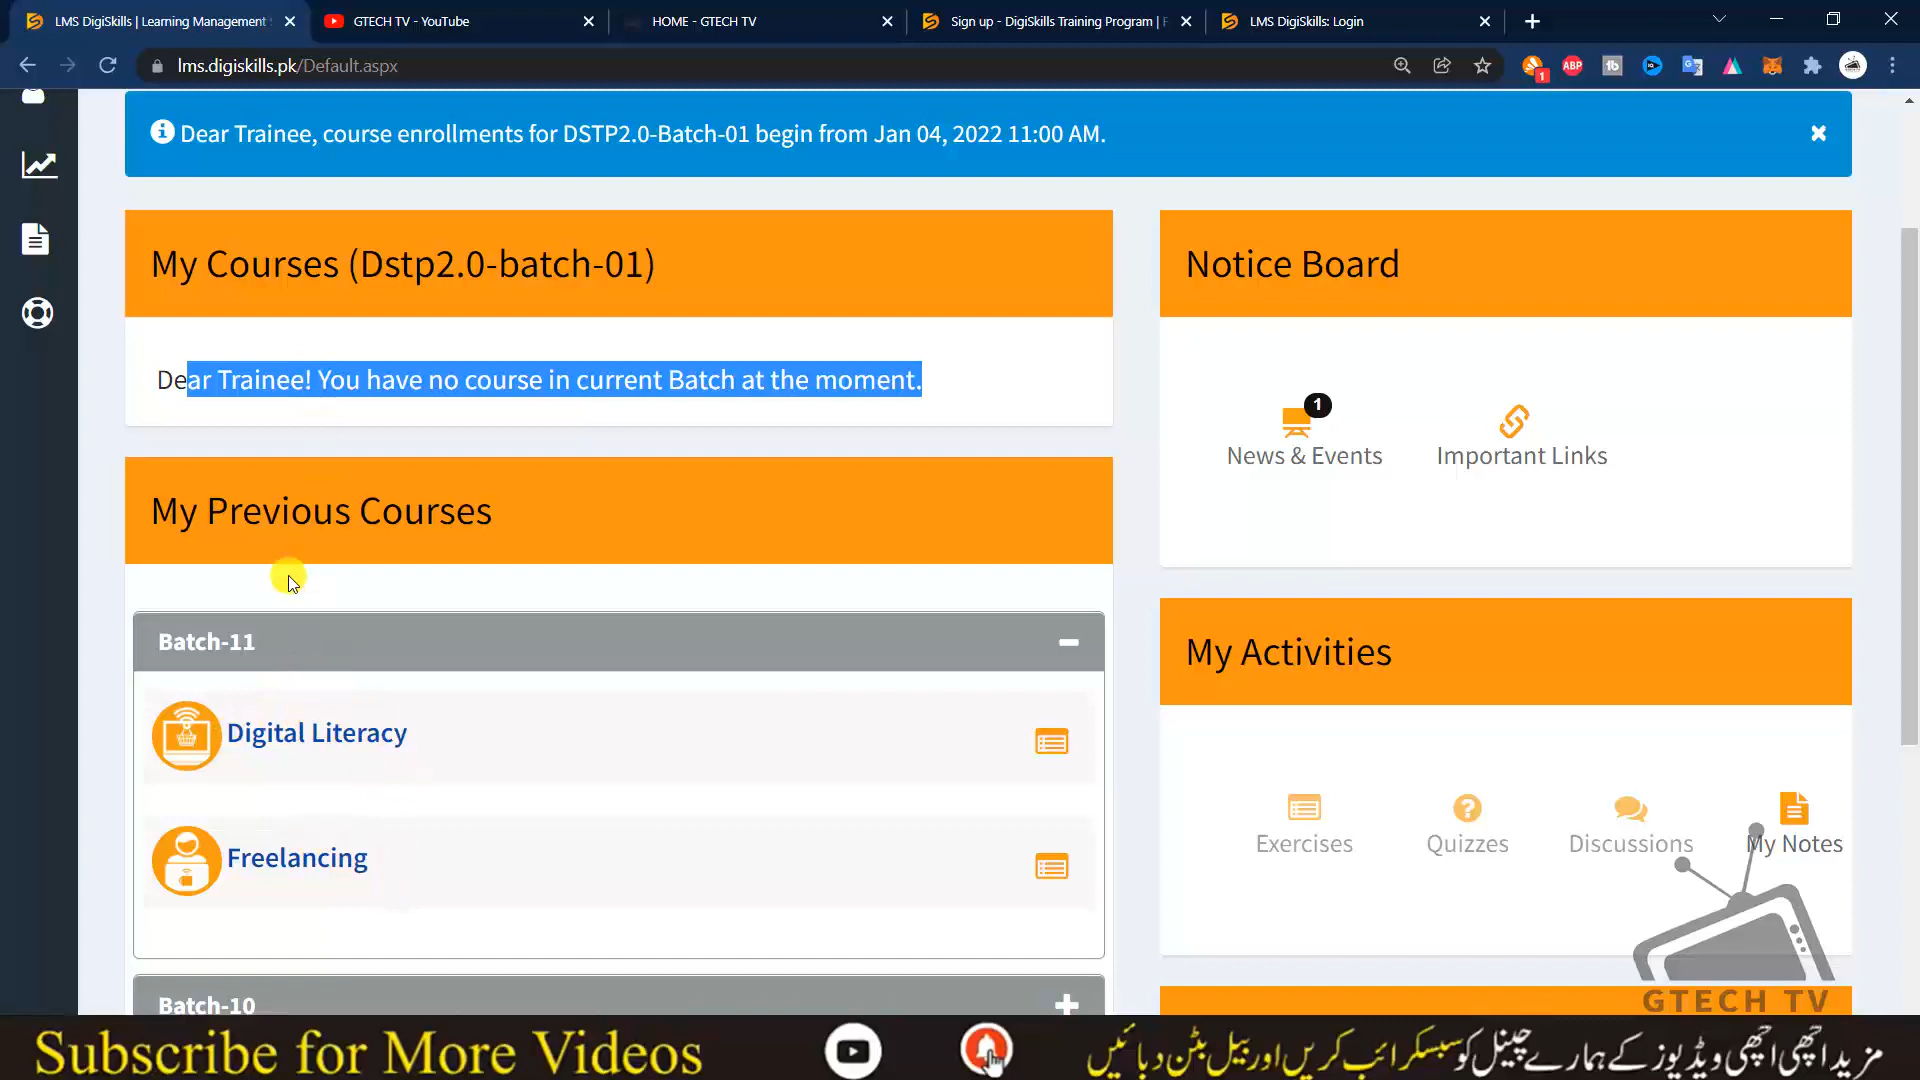 LMS DigiSkills | Learning Management
GTECH TV - YouTube
HOME - GTECH TV
Sign up - DigiSkills Training Program | F
LMS DigiSkills: Login
lms.digiskills.pk/Default.aspx
1
ABP
Dear Trainee, course enrollments for DSTP2.0-Batch-01 begin from Jan 04, 2022 11:00 AM.
My Courses (Dstp2.0-batch-01)
Dear Trainee! You have no course in current Batch at the moment.
My Previous Courses
Batch-11
Digital Literacy
Freelancing
Batch-10
Notice Board
1
News & Events
Important Links
My Activities
Exercises
Quizzes
Discussions
My Notes
GTECH TV
Subscribe for More Videos
مزید اچھی اچھی ویڈیوز کے ہمارے چینل کو سبسکرائب کریں اور بیل بٹن دبائیں